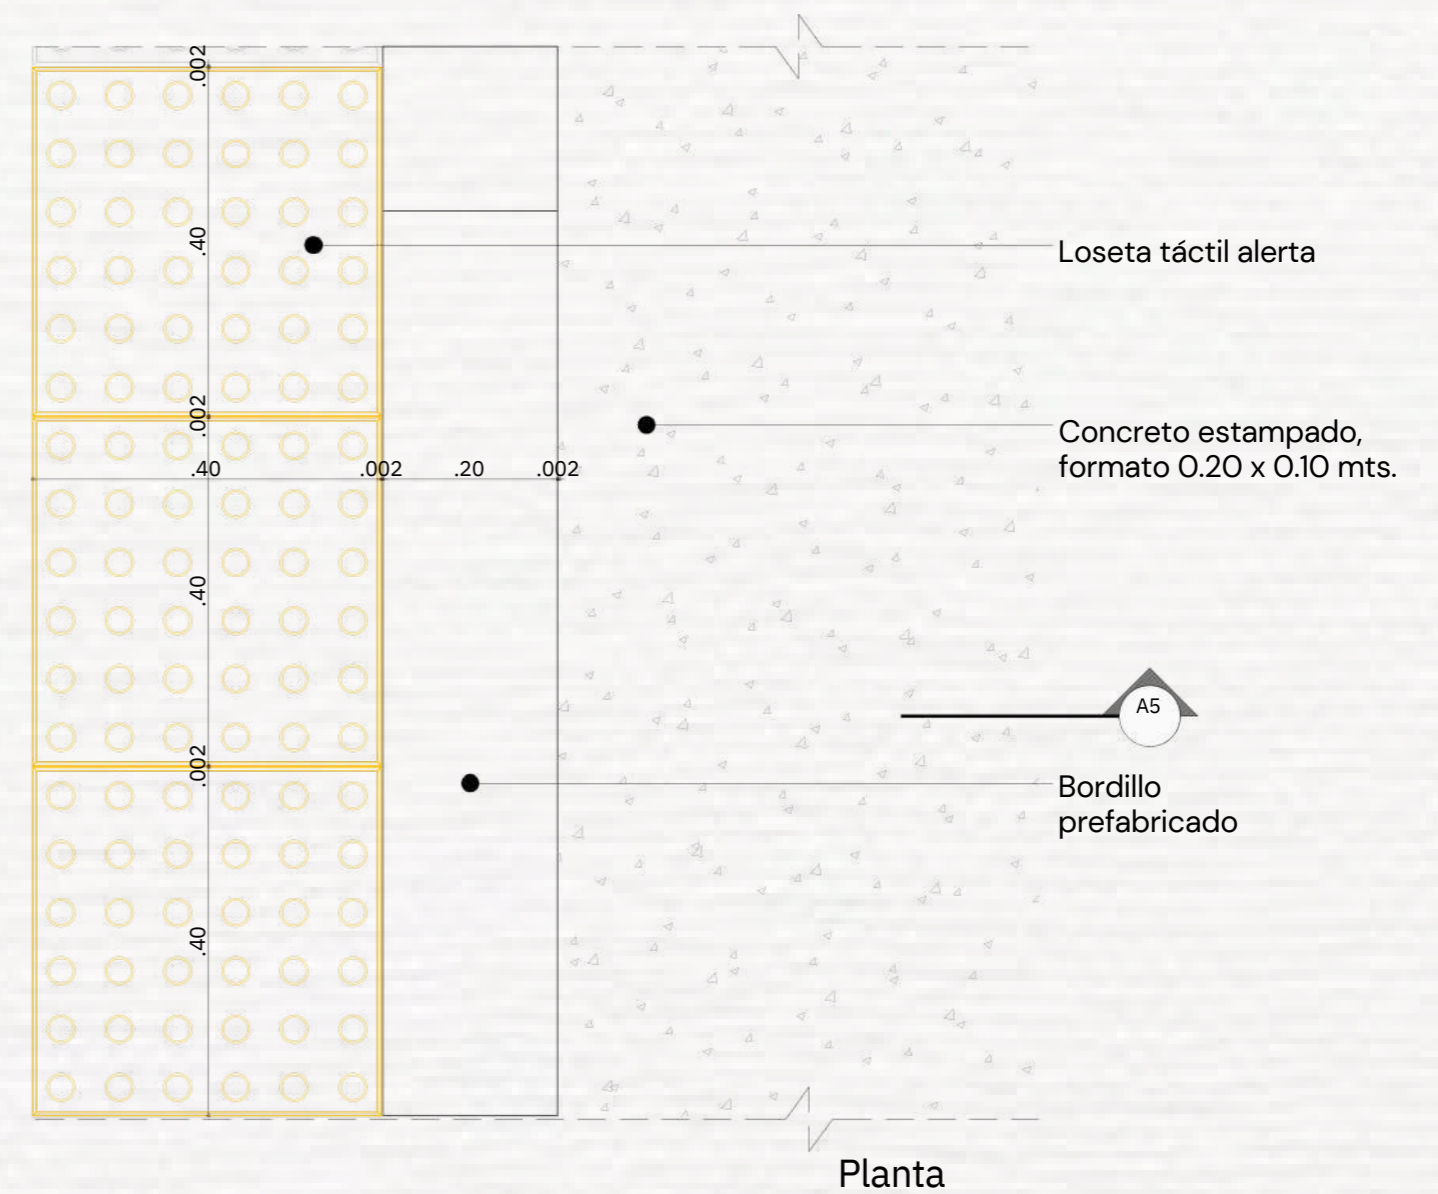 .002
.40
Loseta táctil alerta
.002
Concreto estampado,
formato 0.20 x 0.10 mts.
.40 .002 .20 .002
.40
A5
.002
Bordillo
prefabricado
.40
Planta